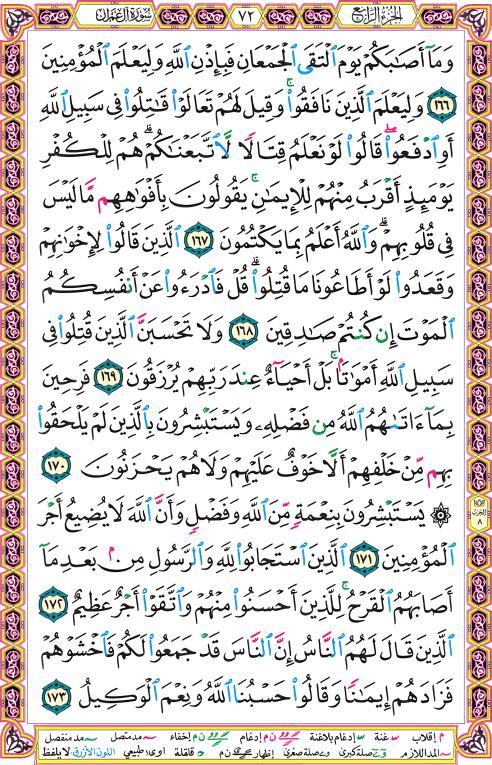 الجزء الرابع ٧٢ سورة آل عمران
وَمَآ أَصَٰبَكُمْ يَوْمَ ٱلْتَقَى ٱلْجَمْعَانِ فَبِإِذْنِ ٱللَّهِ وَلِيَعْلَمَ ٱلْمُؤْمِنِينَ
١٦٦ وَلِيَعْلَمَ ٱلَّذِينَ نَافَقُوا۟ۚ وَقِيلَ لَهُمْ تَعَالَوْا۟ قَٰتِلُوا۟ فِى سَبِيلِ ٱللَّهِ
أَوِ ٱدْفَعُوا۟ۖ قَالُوا۟ لَوْ نَعْلَمُ قِتَالًا لَّٱتَّبَعْنَٰكُمْۗ هُمْ لِلْكُفْرِ
يَوْمَئِذٍ أَقْرَبُ مِنْهُمْ لِلْإِيمَٰنِۚ يَقُولُونَ بِأَفْوَٰهِهِم مَّا لَيْسَ
فِى قُلُوبِهِمْۗ وَٱللَّهُ أَعْلَمُ بِمَا يَكْتُمُونَ ١٦٧ ٱلَّذِينَ قَالُوا۟ لِإِخْوَٰنِهِمْ
وَقَعَدُوا۟ لَوْ أَطَاعُونَا مَا قُتِلُوا۟ۗ قُلْ فَٱدْرَءُوا۟ عَنْ أَنفُسِكُمُ
ٱلْمَوْتَ إِن كُنتُمْ صَٰدِقِينَ ١٦٨ وَلَا تَحْسَبَنَّ ٱلَّذِينَ قُتِلُوا۟ فِى
سَبِيلِ ٱللَّهِ أَمْوَٰتًۢاۚ بَلْ أَحْيَآءٌ عِندَ رَبِّهِمْ يُرْزَقُونَ ١٦٩ فَرِحِينَ
بِمَآ ءَاتَىٰهُمُ ٱللَّهُ مِن فَضْلِهِۦ وَيَسْتَبْشِرُونَ بِٱلَّذِينَ لَمْ يَلْحَقُوا۟
بِهِم مِّنْ خَلْفِهِمْ أَلَّا خَوْفٌ عَلَيْهِمْ وَلَا هُمْ يَحْزَنُونَ ١٧٠
۞ يَسْتَبْشِرُونَ بِنِعْمَةٍ مِّنَ ٱللَّهِ وَفَضْلٍ وَأَنَّ ٱللَّهَ لَا يُضِيعُ أَجْرَ
ٱلْمُؤْمِنِينَ ١٧١ ٱلَّذِينَ ٱسْتَجَابُوا۟ لِلَّهِ وَٱلرَّسُولِ مِنۢ بَعْدِ مَآ
أَصَابَهُمُ ٱلْقَرْحُۚ لِلَّذِينَ أَحْسَنُوا۟ مِنْهُمْ وَٱتَّقَوْا۟ أَجْرٌ عَظِيمٌ ١٧٢
ٱلَّذِينَ قَالَ لَهُمُ ٱلنَّاسُ إِنَّ ٱلنَّاسَ قَدْ جَمَعُوا۟ لَكُمْ فَٱخْشَوْهُمْ
فَزَادَهُمْ إِيمَٰنًا وَقَالُوا۟ حَسْبُنَا ٱللَّهُ وَنِعْمَ ٱلْوَكِيلُ ١٧٣
م إقلاب غنة إدغام بلاغنة ن م إدغام ن م إخفاء مد متصل مد منفصل
المد اللازم صلة كبرى صلة صغرى إظهار ن م قلقلة اوى طبيعي اللون الأزرق لا يلفظ